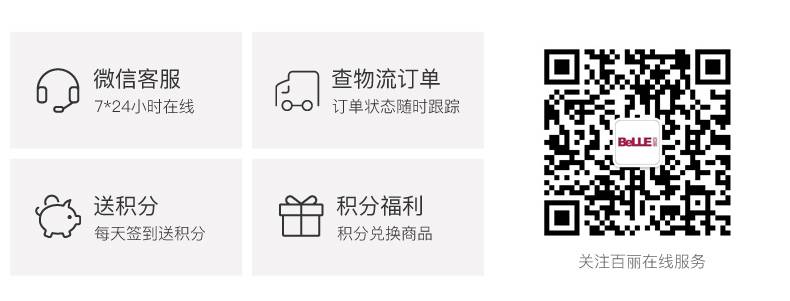 微信客服
7*24小时在线
查物流订单
订单状态随时跟踪
送积分
每天签到送积分
积分福利
积分兑换商品
BeLLE
关注百丽在线服务